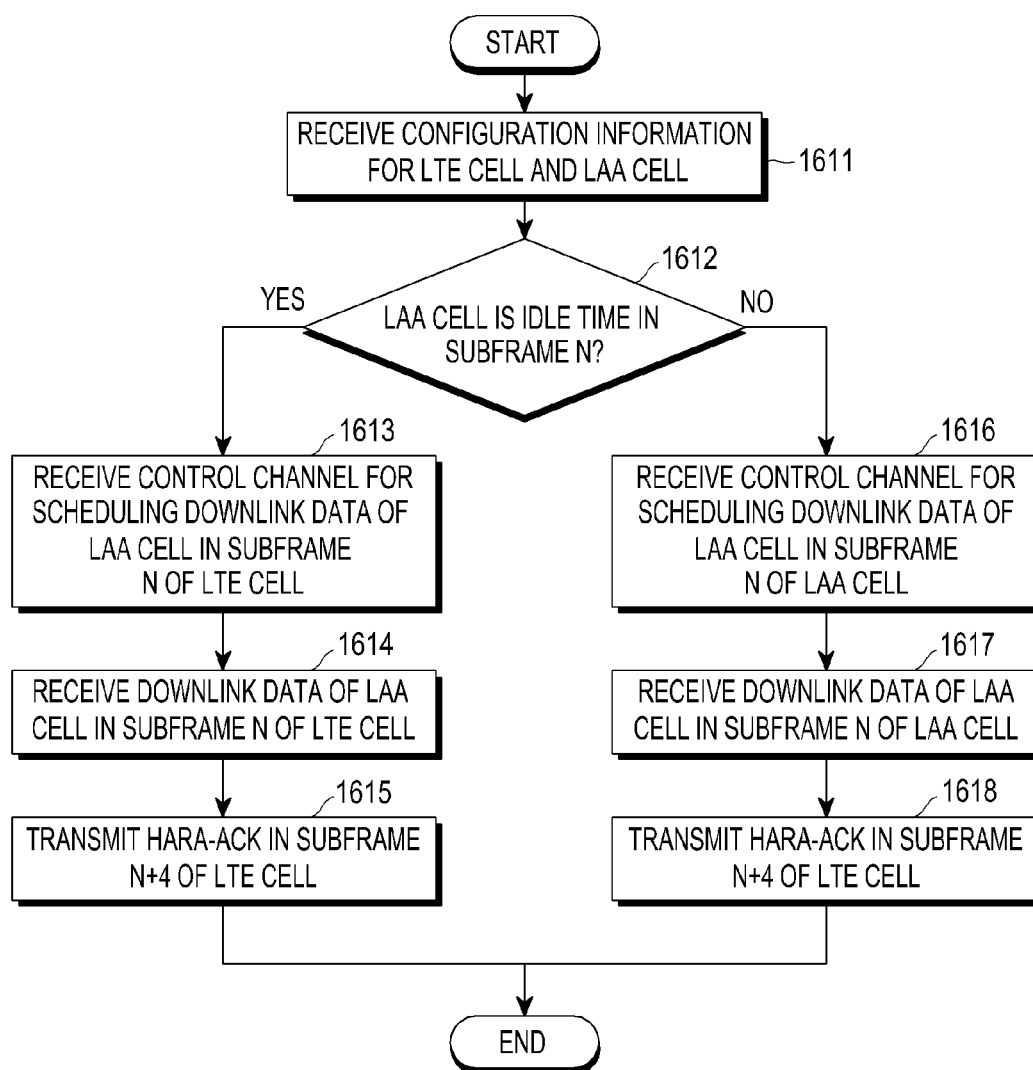 START
RECEIVE CONFIGURATION INFORMATION
FOR LTE CELL AND LAA CELL
1611
1612
YES
NO
LAA CELL IS IDLE TIME IN
SUBFRAME N?
1613
RECEIVE CONTROL CHANNEL FOR
SCHEDULING DOWNLINK DATA OF
LAA CELL IN SUBFRAME
N OF LTE CELL
1614
RECEIVE DOWNLINK DATA OF LAA
CELL IN SUBFRAME N OF LTE CELL
1615
TRANSMIT HARA-ACK IN SUBFRAME
N+4 OF LTE CELL
1616
RECEIVE CONTROL CHANNEL FOR
SCHEDULING DOWNLINK DATA OF
LAA CELL IN SUBFRAME
N OF LAA CELL
1617
RECEIVE DOWNLINK DATA OF LAA
CELL IN SUBFRAME N OF LAA CELL
1618
TRANSMIT HARA-ACK IN SUBFRAME
N+4 OF LTE CELL
END